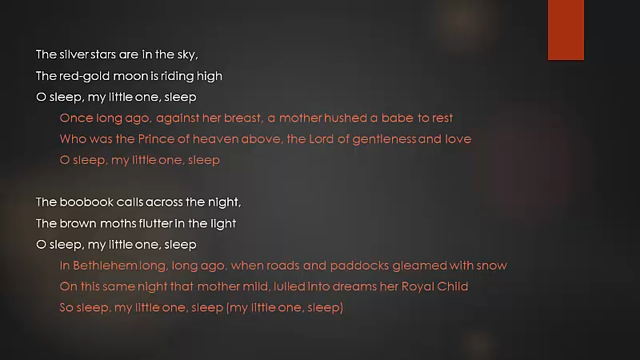 The silver stars are in the sky,
The red-gold moon is riding high
O sleep, my little one, sleep
Once long ago, against her breast, a mother hushed a babe to rest
Who was the Prince of heaven above, the Lord of gentleness and love
O sleep, my little one, sleep
The boobook calls across the night,
The brown moths flutter in the light
O sleep, my little one, sleep
In Bethlehem long, long ago, when roads and paddocks gleamed with snow
On this same night that mother mild, lulled into dreams her Royal Child
So sleep, my little one, sleep (my little one, sleep)